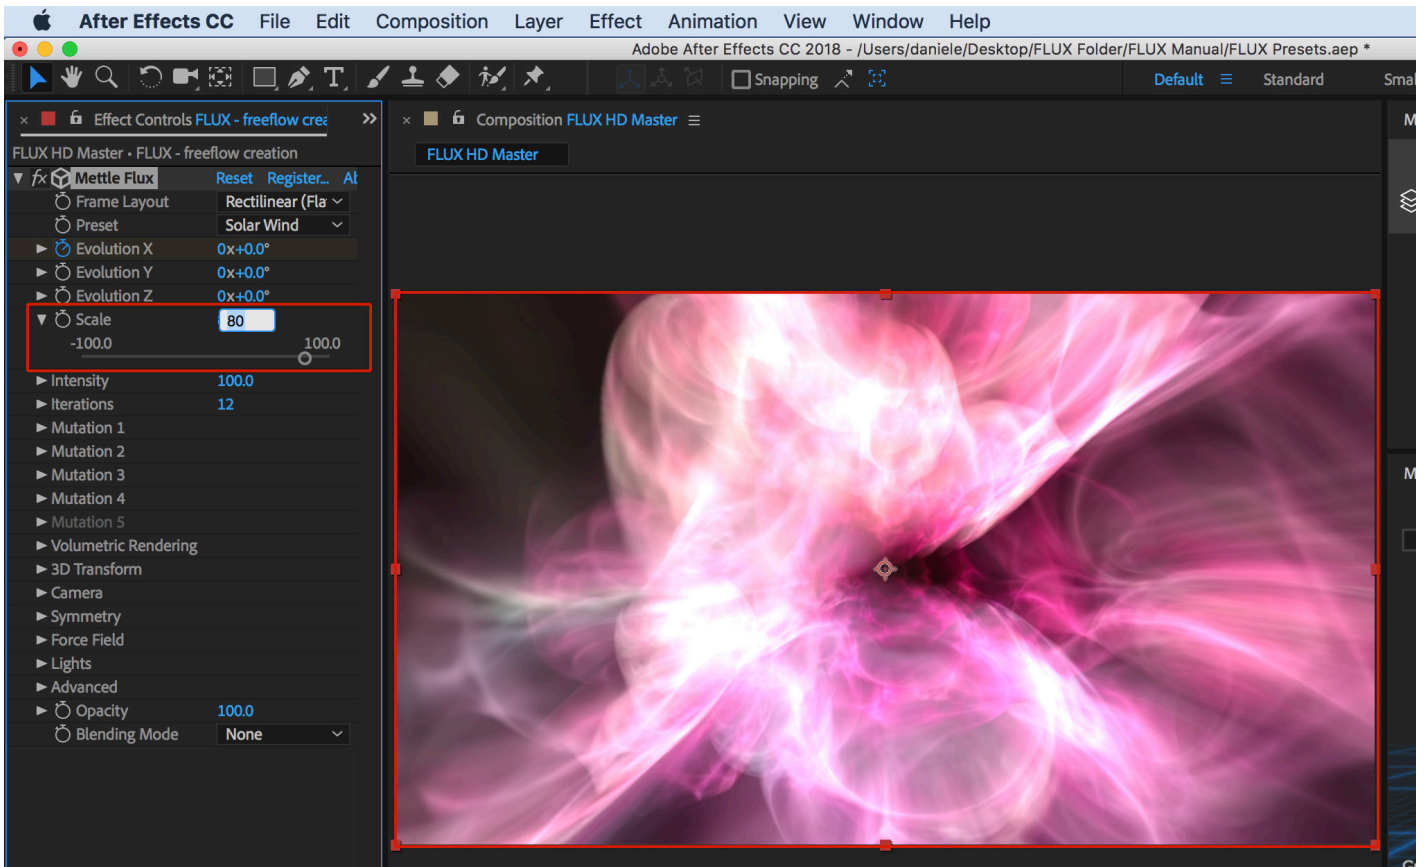 After Effects CC File Edit Composition Layer Effect Animation View Window Help
Adobe After Effects CC 2018 - /Users/daniele/Desktop/FLUX Folder/FLUX Manual/FLUX Presets.aep *
T Snapping Default Standard Smal
Effect Controls FLUX - freeflow crea
Composition FLUX HD Master
M
FLUX HD Master • FLUX - freeflow creation
FLUX HD Master
fx Mettle Flux Reset Register... Al
Frame Layout Rectilinear (Fla
Preset Solar Wind
Evolution X 0x+0.0°
Evolution Y 0x+0.0°
Evolution Z 0x+0.0°
Scale 80
-100.0 100.0
Intensity 100.0
Iterations 12
Mutation 1
Mutation 2
Mutation 3
M
Mutation 4
Mutation 5
Volumetric Rendering
3D Transform
Camera
Symmetry
Force Field
Lights
Advanced
Opacity 100.0
Blending Mode None